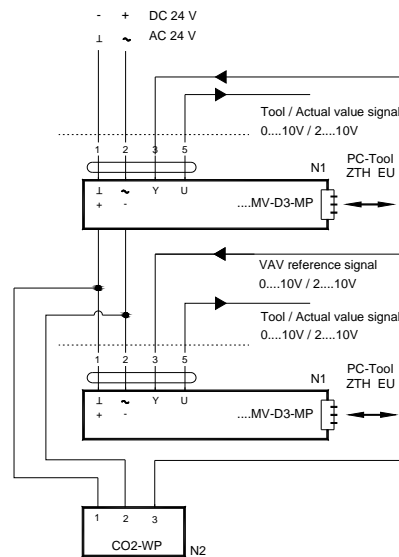 - + DC 24 V
⊥ ~ AC 24 V
Tool / Actual value signal
0....10V / 2....10V
1 2 3 5
PC-Tool
ZTH EU
N1
⊥ ~ Y U
+ -
....MV-D3-MP
VAV reference signal
0....10V / 2....10V
Tool / Actual value signal
0....10V / 2....10V
1 2 3 5
PC-Tool
ZTH EU
N1
⊥ ~ Y U
+ -
....MV-D3-MP
1 2 3
CO2-WP
N2